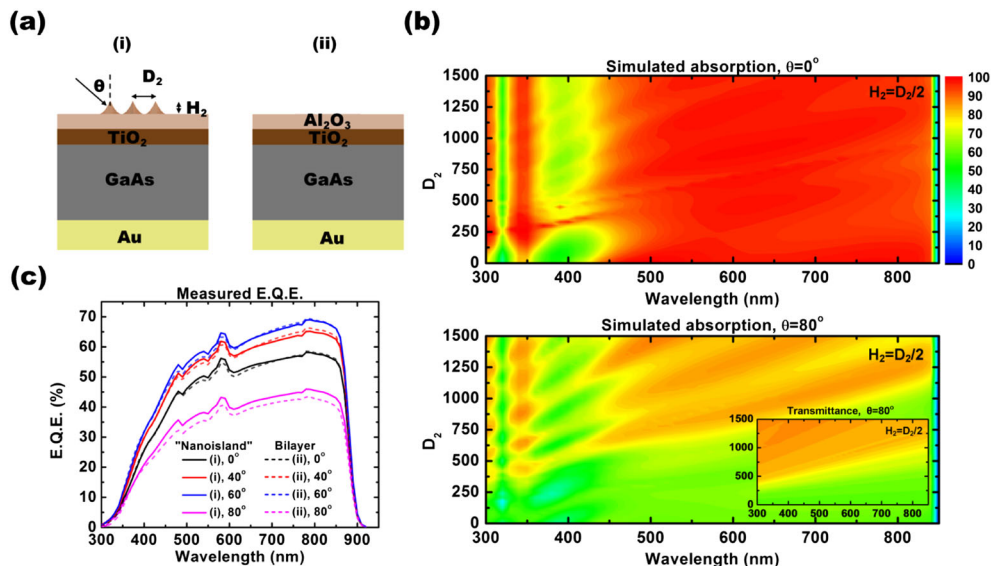 (a)
(i)
(ii)
θ
D₂
H₂
TiO₂
GaAs
Au
Al₂O₃
TiO₂
GaAs
Au
(b)
Simulated absorption, θ=0°
H₂=D₂/2
D₂
1500
1250
1000
750
500
250
0
300 400 500 600 700 800
Wavelength (nm)
100
90
80
70
60
50
40
30
20
10
0
Simulated absorption, θ=80°
H₂=D₂/2
D₂
1500
1250
1000
750
500
250
0
300 400 500 600 700 800
Wavelength (nm)
Transmittance, θ=80°
H₂=D₂/2
1500
1000
500
0
300 400 500 600 700 800
(c)
Measured E.Q.E.
E.Q.E. (%)
70
60
50
40
30
20
10
0
"Nanoisland" Bilayer
(i), 0° (ii), 0°
(i), 40° (ii), 40°
(i), 60° (ii), 60°
(i), 80° (ii), 80°
300 400 500 600 700 800 900
Wavelength (nm)